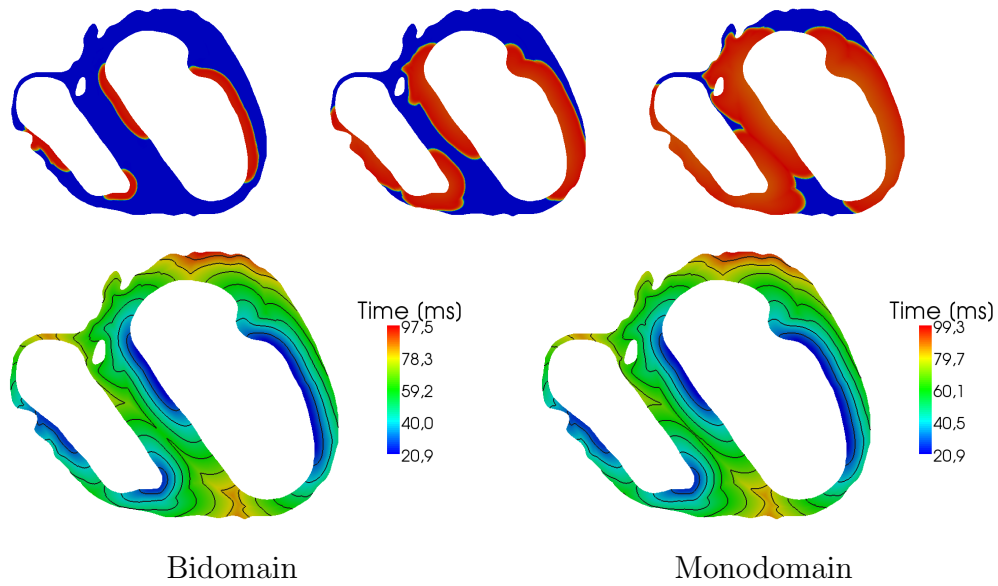 Time (ms)
97,5
78,3
59,2
40,0
20,9
Time (ms)
99,3
79,7
60,1
40,5
20,9
Bidomain
Monodomain